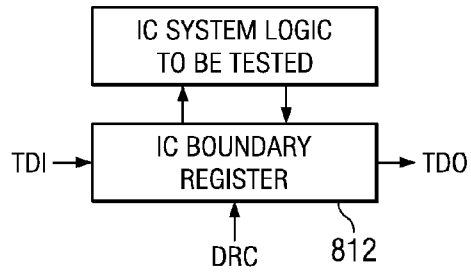 IC SYSTEM LOGIC
TO BE TESTED
TDI
IC BOUNDARY
REGISTER
TDO
DRC
812